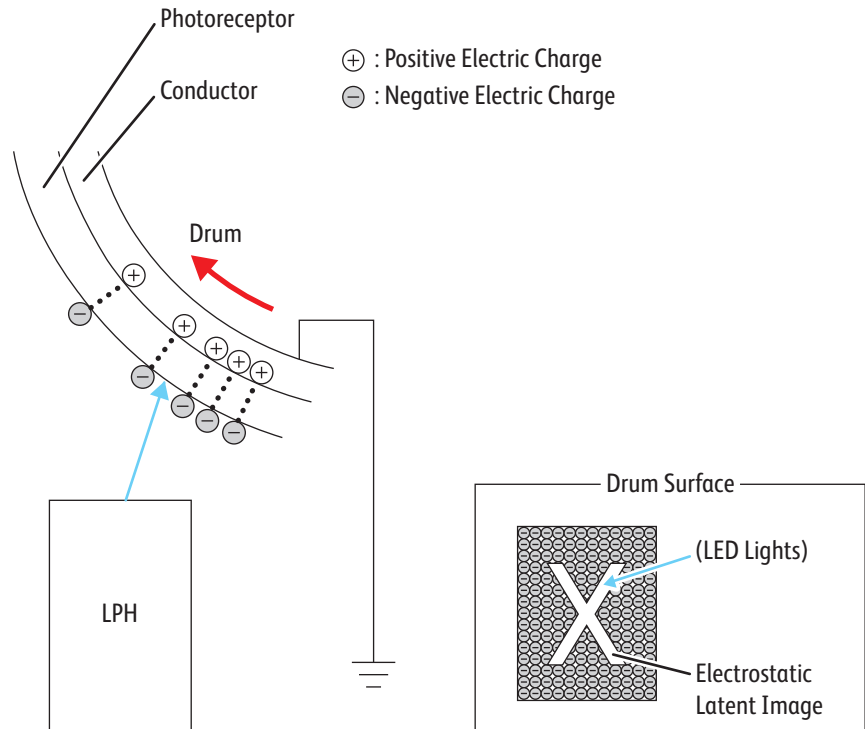 Photoreceptor
Conductor
+ : Positive Electric Charge
− : Negative Electric Charge
Drum
LPH
Drum Surface
(LED Lights)
X
Electrostatic
Latent Image